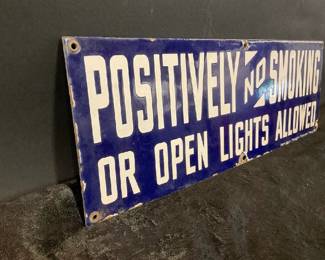 POSITIVELY NO SMOKING
OR OPEN LIGHTS ALLOWED.